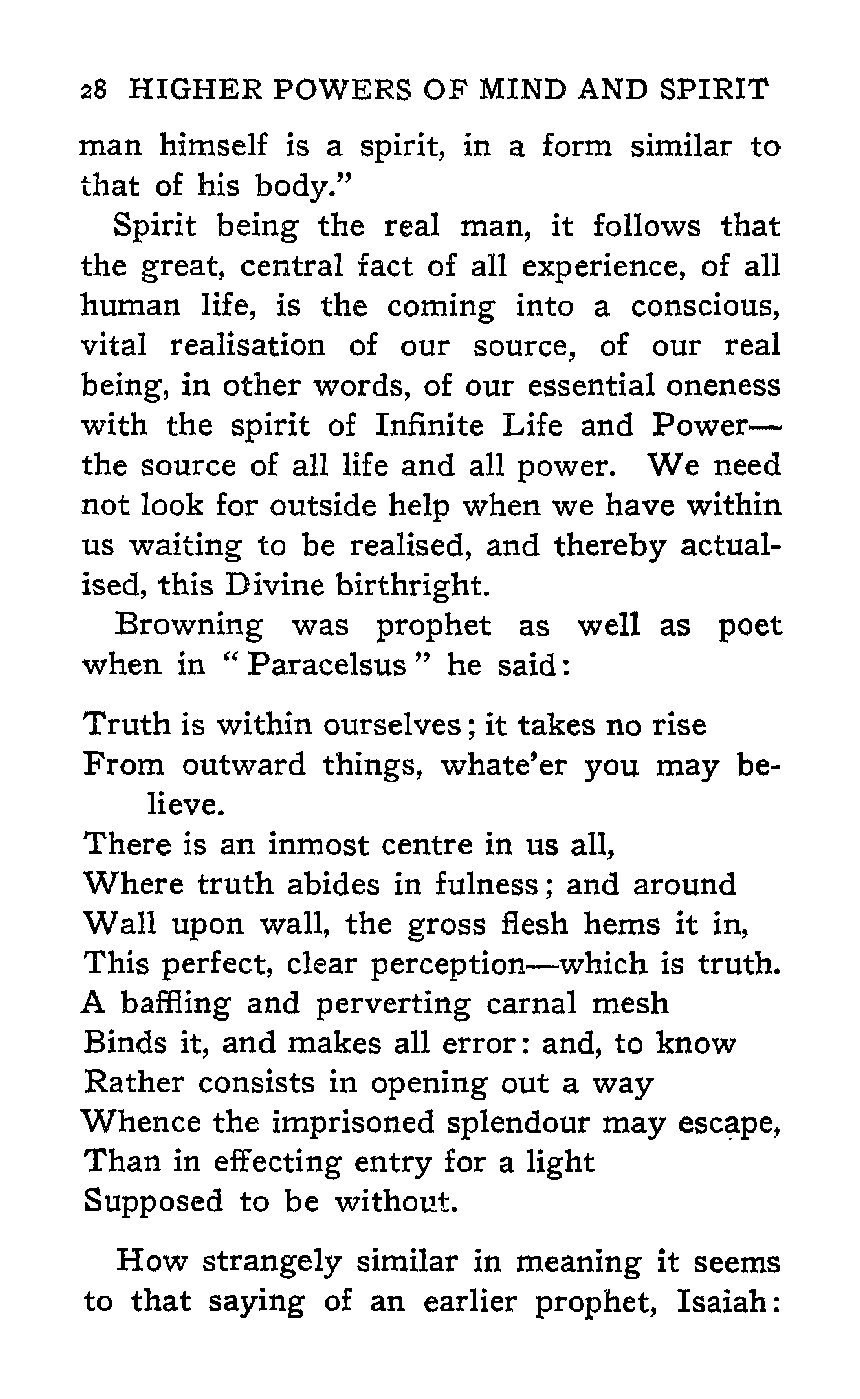 28 HIGHER POWERS OF MIND AND SPIRIT
man himself is a spirit, in a form similar to
that of his body.”
Spirit being the real man, it follows that
the great, central fact of all experience, of all
human life, is the coming into a conscious,
vital realisation of our source, of our real
being, in other words, of our essential oneness
with the spirit of Infinite Life and Power—
the source of all life and all power. We need
not look for outside help when we have within
us waiting to be realised, and thereby actual-
ised, this Divine birthright.
Browning was prophet as well as poet
when in “ Paracelsus ” he said:
Truth is within ourselves; it takes no rise
From outward things, whate’er you may be-
lieve.
There is an inmost centre in us all,
Where truth abides in fulness; and around
Wall upon wall, the gross flesh hems it in,
This perfect, clear perception—which is truth.
A baffling and perverting carnal mesh
Binds it, and makes all error: and, to know
Rather consists in opening out a way
Whence the imprisoned splendour may escape,
Than in effecting entry for a light
Supposed to be without.
How strangely similar in meaning it seems
to that saying of an earlier prophet, Isaiah: